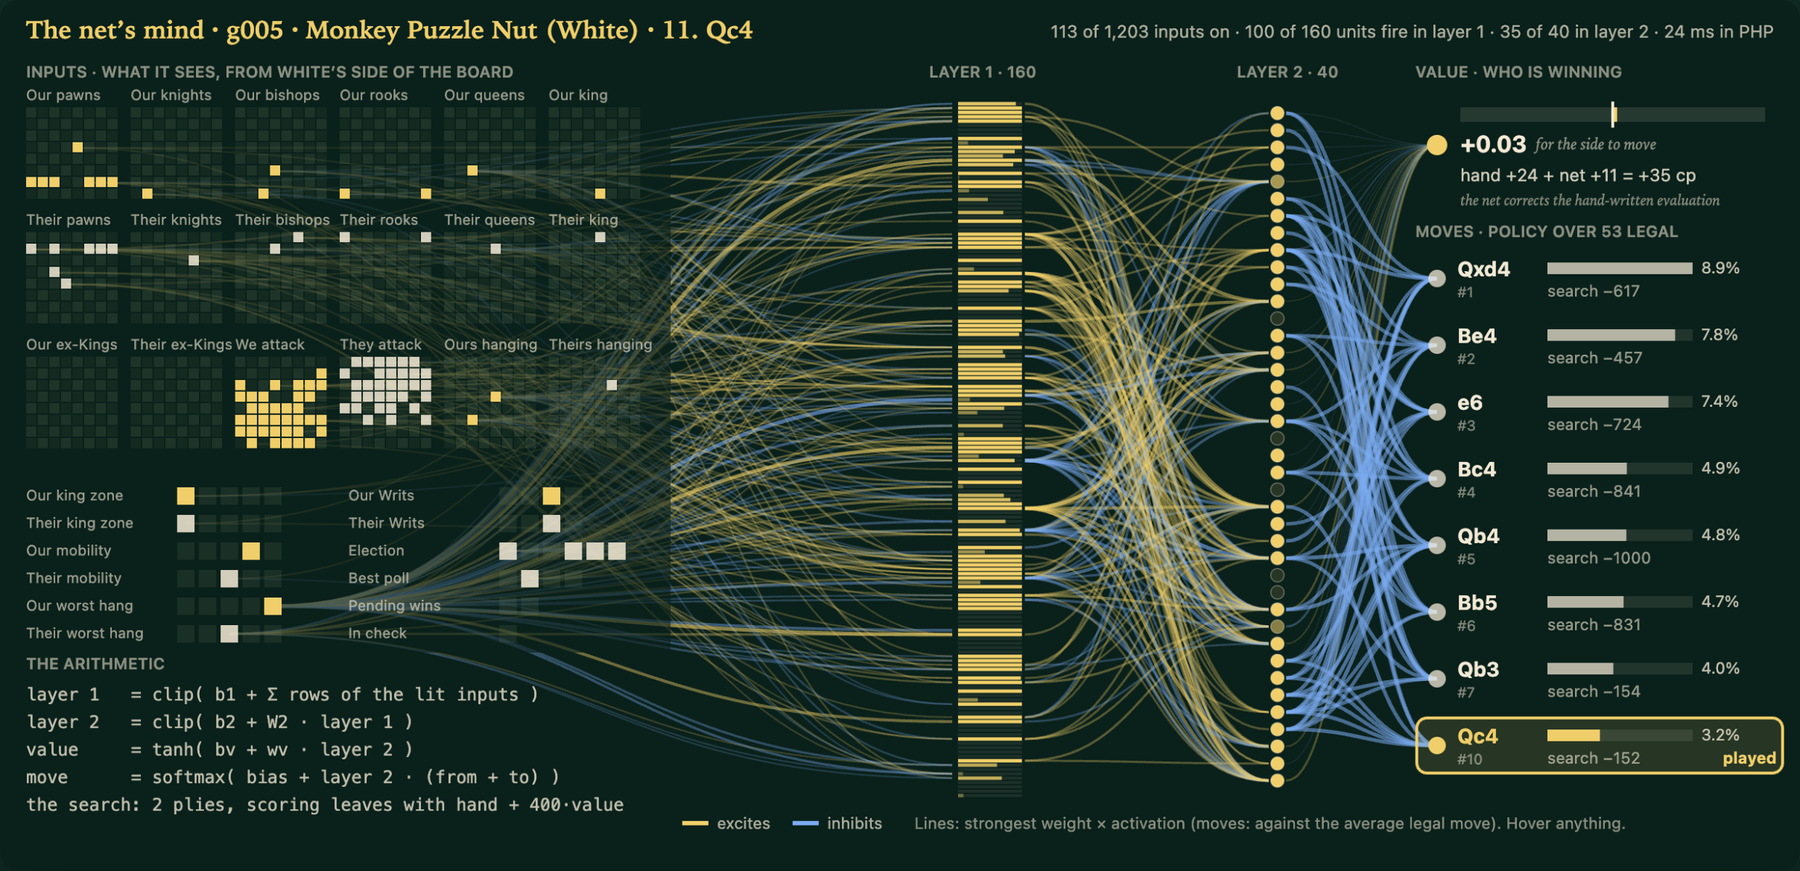 The net's mind · g005 · Monkey Puzzle Nut (White) · 11. Qc4
113 of 1,203 inputs on · 100 of 160 units fire in layer 1 · 35 of 40 in layer 2 · 24 ms in PHP
INPUTS · WHAT IT SEES, FROM WHITE'S SIDE OF THE BOARD
Our pawns Our knights Our bishops Our rooks Our queens Our king
Their pawns Their knights Their bishops Their rooks Their queens Their king
Our ex-Kings Their ex-Kings We attack They attack Ours hanging Theirs hanging
Our king zone
Their king zone
Our mobility
Their mobility
Our worst hang
Their worst hang
Our Writs
Their Writs
Election
Best poll
Pending wins
In check
THE ARITHMETIC
layer 1 = clip( b1 + Σ rows of the lit inputs )
layer 2 = clip( b2 + W2 · layer 1 )
value = tanh( bv + wv · layer 2 )
move = softmax( bias + layer 2 · (from + to) )
the search: 2 plies, scoring leaves with hand + 400·value
LAYER 1 · 160
LAYER 2 · 40
VALUE · WHO IS WINNING
+0.03 for the side to move
hand +24 + net +11 = +35 cp
the net corrects the hand-written evaluation
MOVES · POLICY OVER 53 LEGAL
Qxd4 8.9%
#1 search −617
Be4 7.8%
#2 search −457
e6 7.4%
#3 search −724
Bc4 4.9%
#4 search −841
Qb4 4.8%
#5 search −1000
Bb5 4.7%
#6 search −831
Qb3 4.0%
#7 search −154
Qc4 3.2%
#10 search −152 played
excites inhibits Lines: strongest weight × activation (moves: against the average legal move). Hover anything.